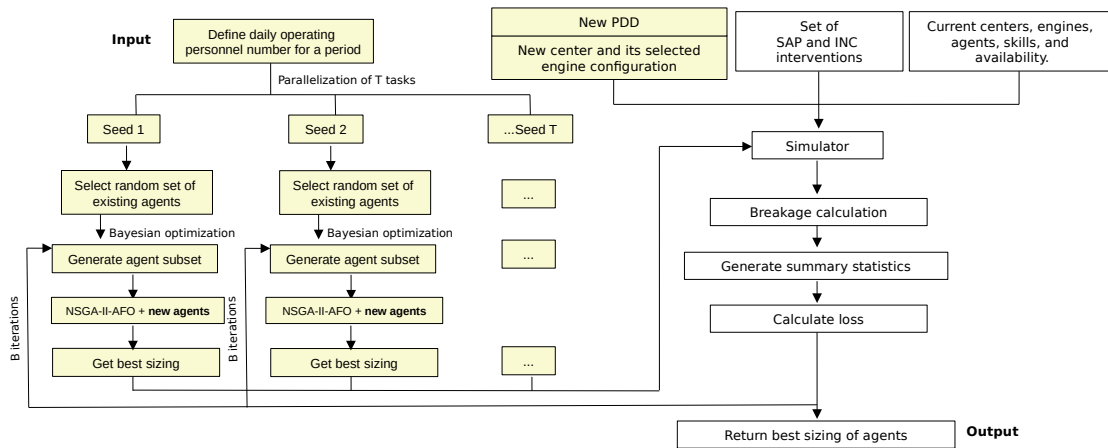 Input
Define daily operating
personnel number for a period
New PDD
New center and its selected
engine configuration
Set of
SAP and INC
interventions
Current centers, engines,
agents, skills, and
availability.
Parallelization of T tasks
Seed 1
Seed 2
...Seed T
Simulator
Select random set of
existing agents
Select random set of
existing agents
...
Breakage calculation
Bayesian optimization
Bayesian optimization
Generate agent subset
Generate agent subset
...
Generate summary statistics
B iterations
NSGA-II-AFO + new agents
B iterations
NSGA-II-AFO + new agents
Calculate loss
Get best sizing
Get best sizing
...
Return best sizing of agents
Output